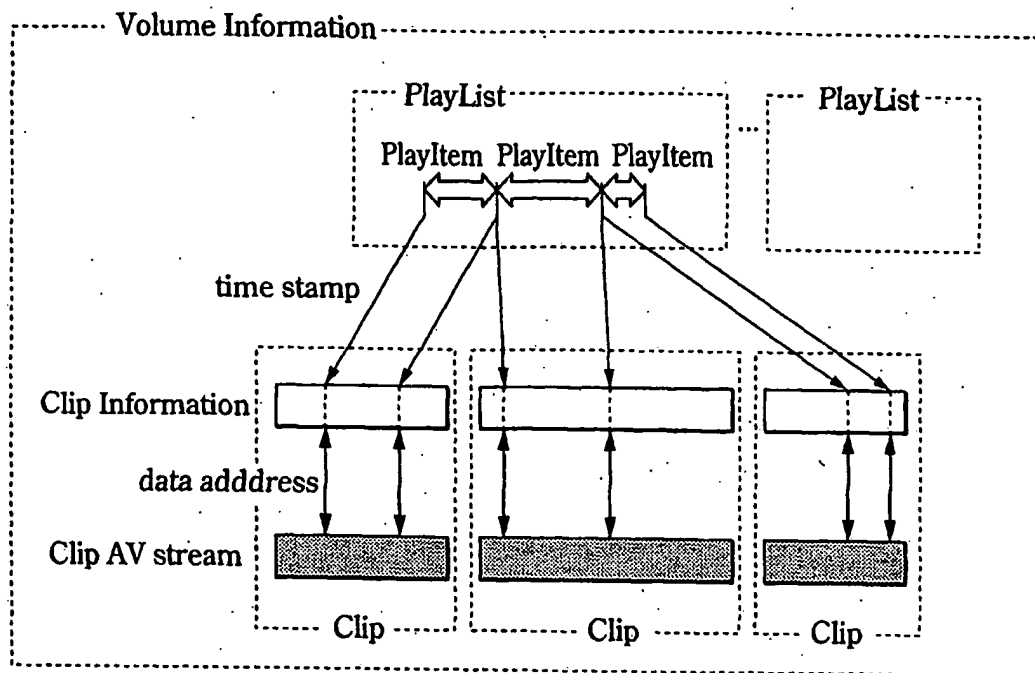 Volume Information
PlayList
PlayList
...
PlayItem PlayItem PlayItem
time stamp
Clip Information
data adddress
Clip AV stream
Clip
Clip
Clip